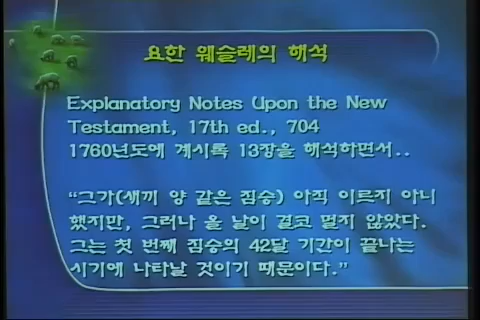 요한 웨슬레의 해석
Explanatory Notes Upon the New
Testament, 17th ed., 704
1760년도에 계시록 13장을 해석하면서..
“그가(새끼 양 같은 짐승) 아직 이르지 아니
했지만, 그러나 올 날이 결코 멀지 않았다.
그는 첫 번째 짐승의 42달 기간이 끝나는
시기에 나타날 것이기 때문이다.”